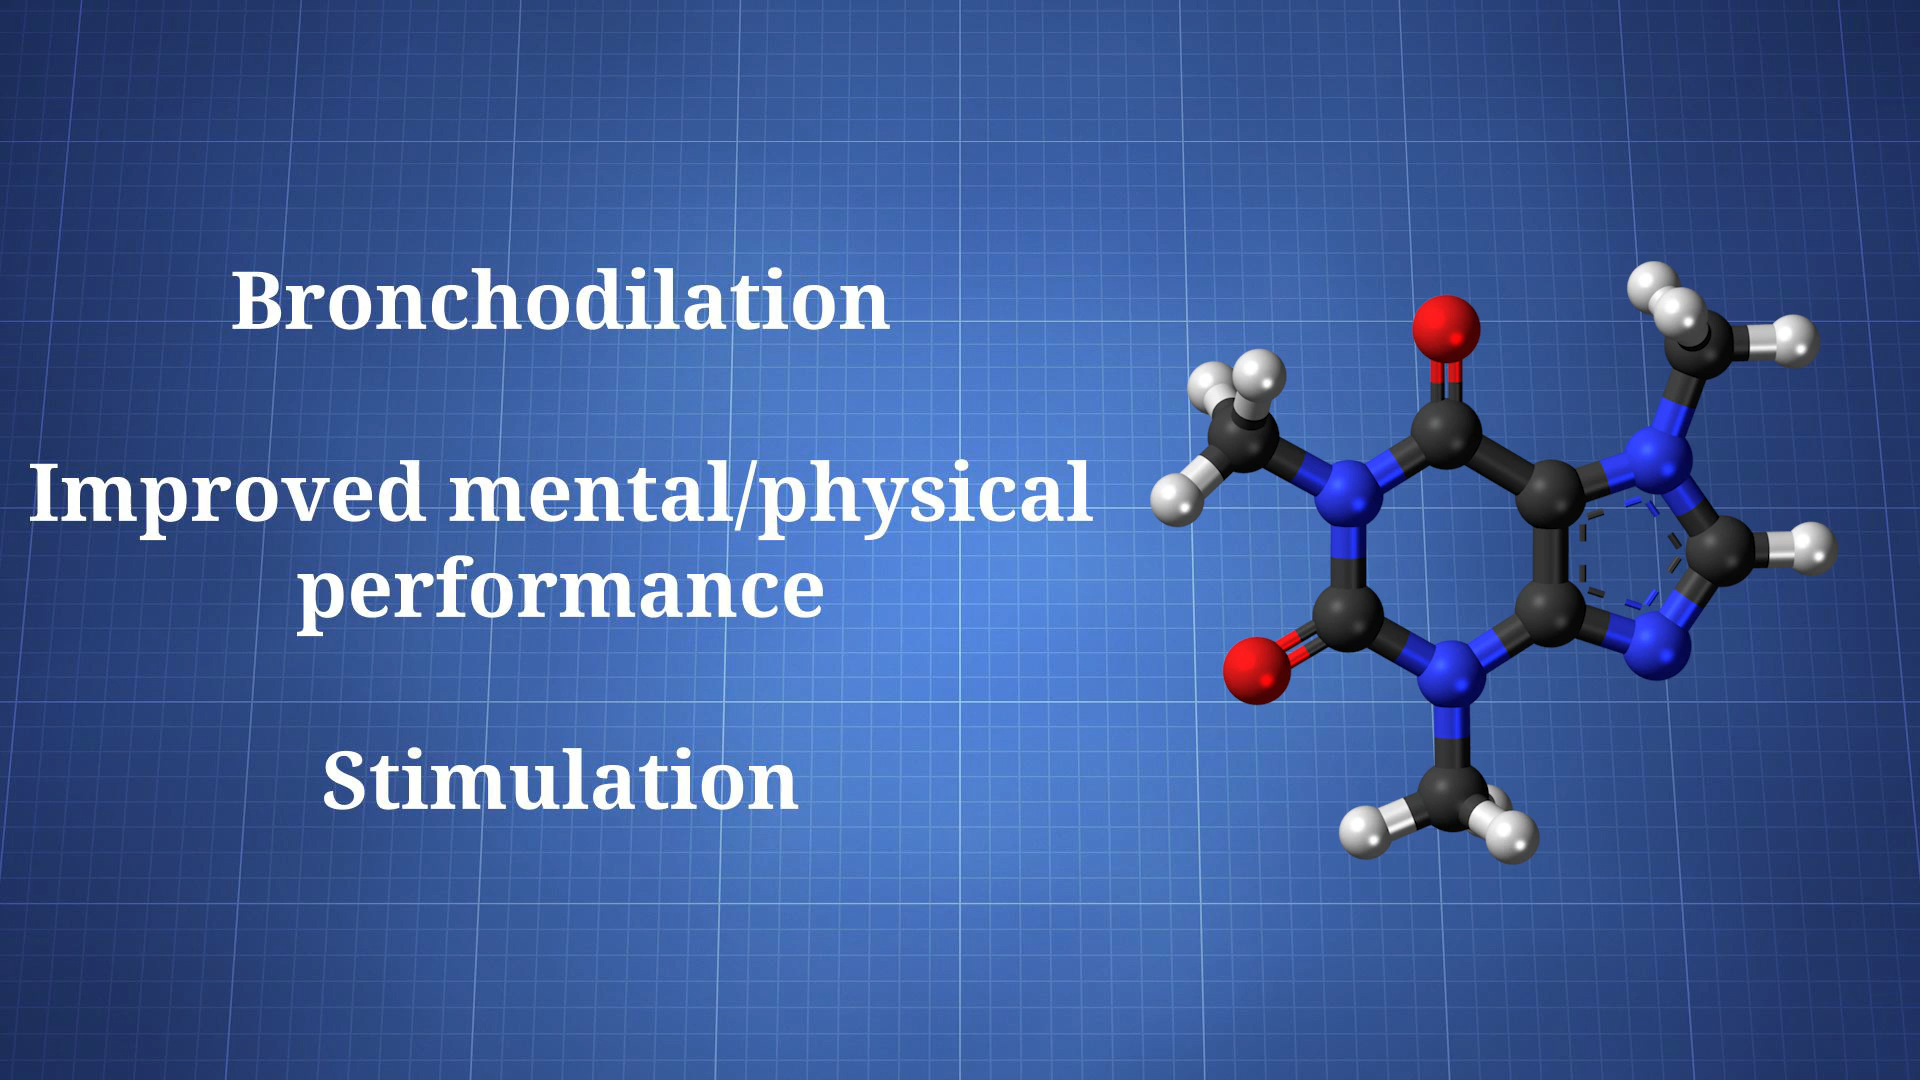 Bronchodilation
Improved mental/physical
performance
Stimulation